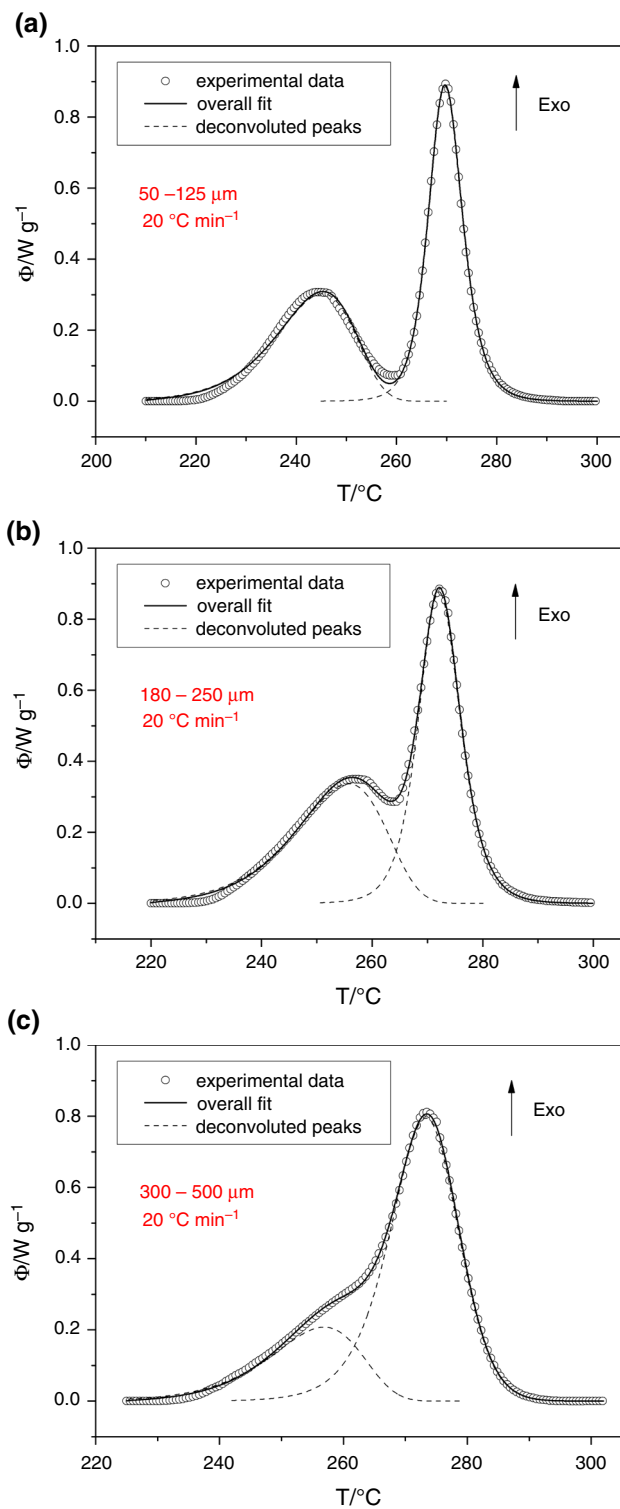 (a)
1.0
experimental data
overall fit
deconvoluted peaks
Exo
0.8
50 –125 μm
20 °C min⁻¹
0.6
Φ/W g⁻¹
0.4
0.2
0.0
200 220 240 260 280 300
T/°C
(b)
1.0
experimental data
overall fit
deconvoluted peaks
Exo
0.8
180 – 250 μm
20 °C min⁻¹
0.6
Φ/W g⁻¹
0.4
0.2
0.0
220 240 260 280 300
T/°C
(c)
1.0
experimental data
overall fit
deconvoluted peaks
Exo
0.8
300 – 500 μm
20 °C min⁻¹
0.6
Φ/W g⁻¹
0.4
0.2
0.0
220 240 260 280 300
T/°C